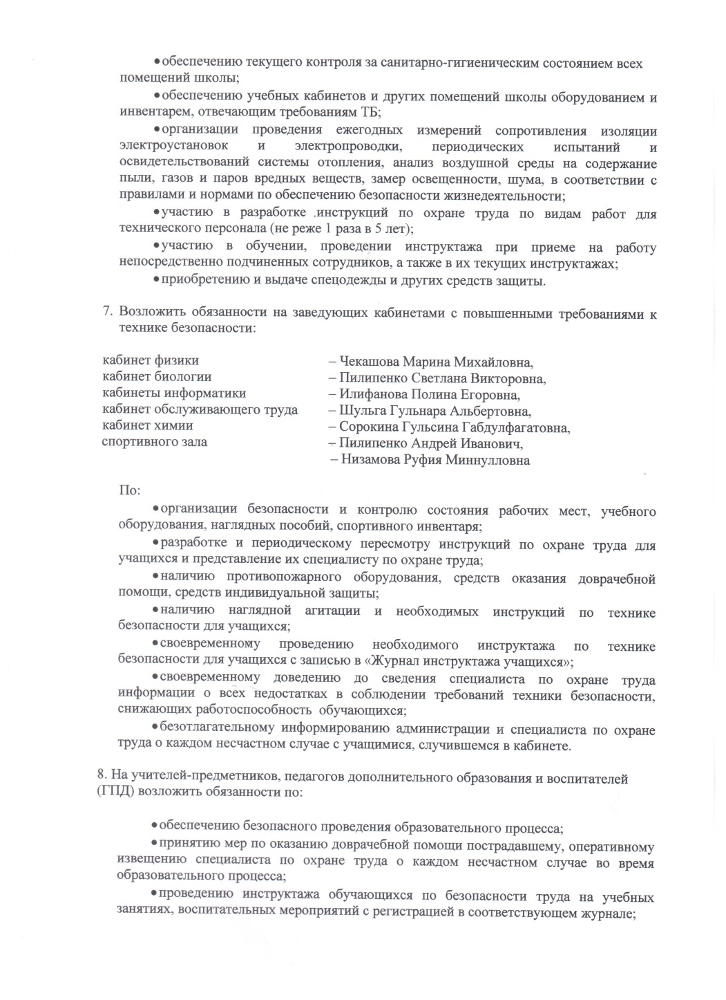 •обеспечению текущего контроля за санитарно-гигиеническим состоянием всех
помещений школы;
•обеспечению учебных кабинетов и других помещений школы оборудованием и
инвентарем, отвечающим требованиям ТБ;
•организации проведения ежегодных измерений сопротивления изоляции
электроустановок и электропроводки, периодических испытаний и
освидетельствований системы отопления, анализ воздушной среды на содержание
пыли, газов и паров вредных веществ, замер освещенности, шума, в соответствии с
правилами и нормами по обеспечению безопасности жизнедеятельности;
•участию в разработке .инструкций по охране труда по видам работ для
технического персонала (не реже 1 раза в 5 лет);
•участию в обучении, проведении инструктажа при приеме на работу
непосредственно подчиненных сотрудников, а также в их текущих инструктажах;
•приобретению и выдаче спецодежды и других средств защиты.
7. Возложить обязанности на заведующих кабинетами с повышенными требованиями к
технике безопасности:
кабинет физики – Чекашова Марина Михайловна,
кабинет биологии – Пилипенко Светлана Викторовна,
кабинеты информатики – Илифанова Полина Егоровна,
кабинет обслуживающего труда – Шульга Гульнара Альбертовна,
кабинет химии – Сорокина Гульсина Габдулфагатовна,
спортивного зала – Пилипенко Андрей Иванович,
– Низамова Руфия Миннулловна
По:
•организации безопасности и контролю состояния рабочих мест, учебного
оборудования, наглядных пособий, спортивного инвентаря;
•разработке и периодическому пересмотру инструкций по охране труда для
учащихся и представление их специалисту по охране труда;
•наличию противопожарного оборудования, средств оказания доврачебной
помощи, средств индивидуальной защиты;
•наличию наглядной агитации и необходимых инструкций по технике
безопасности для учащихся;
•своевременному проведению необходимого инструктажа по технике
безопасности для учащихся с записью в «Журнал инструктажа учащихся»;
•своевременному доведению до сведения специалиста по охране труда
информации о всех недостатках в соблюдении требований техники безопасности,
снижающих работоспособность обучающихся;
•безотлагательному информированию администрации и специалиста по охране
труда о каждом несчастном случае с учащимися, случившемся в кабинете.
8. На учителей-предметников, педагогов дополнительного образования и воспитателей
(ГПД) возложить обязанности по:
•обеспечению безопасного проведения образовательного процесса;
•принятию мер по оказанию доврачебной помощи пострадавшему, оперативному
извещению специалиста по охране труда о каждом несчастном случае во время
образовательного процесса;
•проведению инструктажа обучающихся по безопасности труда на учебных
занятиях, воспитательных мероприятий с регистрацией в соответствующем журнале;